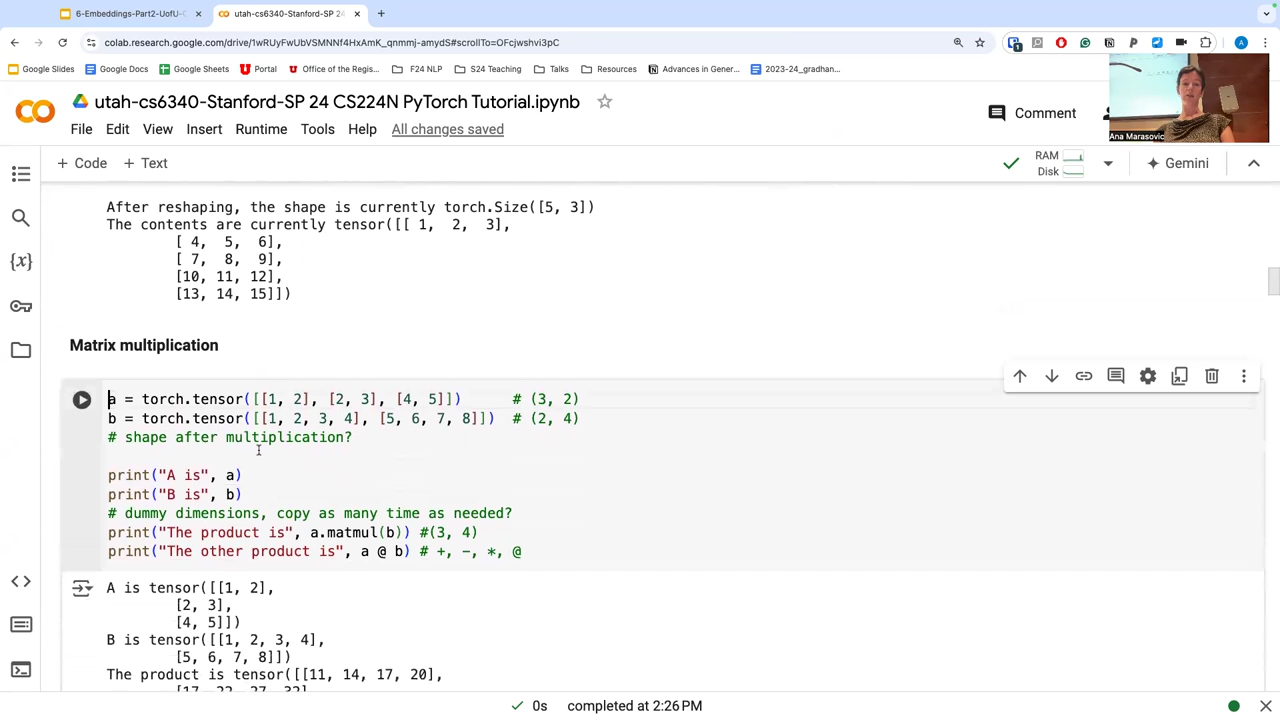 6-Embeddings-Part2-UofU-C
utah-cs6340-Stanford-SP 24
colab.research.google.com/drive/1wRUyFwUbVSMNNf4HxAmK_qnmmj-amydS#scrollTo=OFcjwshvr3pC
Google Slides
Google Docs
Google Sheets
Portal
Office of the Regis...
F24 NLP
S24 Teaching
Talks
Resources
Advances in Gener...
2023-24_gradhan...
utah-cs6340-Stanford-SP 24 CS224N PyTorch Tutorial.ipynb
File Edit View Insert Runtime Tools Help All changes saved
Comment
Ana Marasovic
+ Code + Text
RAM
Disk
Gemini
After reshaping, the shape is currently torch.Size([5, 3])
The contents are currently tensor([[ 1, 2, 3],
[ 4, 5, 6],
[ 7, 8, 9],
[10, 11, 12],
[13, 14, 15]])
Matrix multiplication
a = torch.tensor([[1, 2], [2, 3], [4, 5]]) # (3, 2)
b = torch.tensor([[1, 2, 3, 4], [5, 6, 7, 8]]) # (2, 4)
# shape after multiplication?
print("A is", a)
print("B is", b)
# dummy dimensions, copy as many time as needed?
print("The product is", a.matmul(b)) #(3, 4)
print("The other product is", a @ b) # +, -, *, @
A is tensor([[1, 2],
[2, 3],
[4, 5]])
B is tensor([[1, 2, 3, 4],
[5, 6, 7, 8]])
The product is tensor([[11, 14, 17, 20],
[17, 22, 27, 32],
0s completed at 2:26 PM